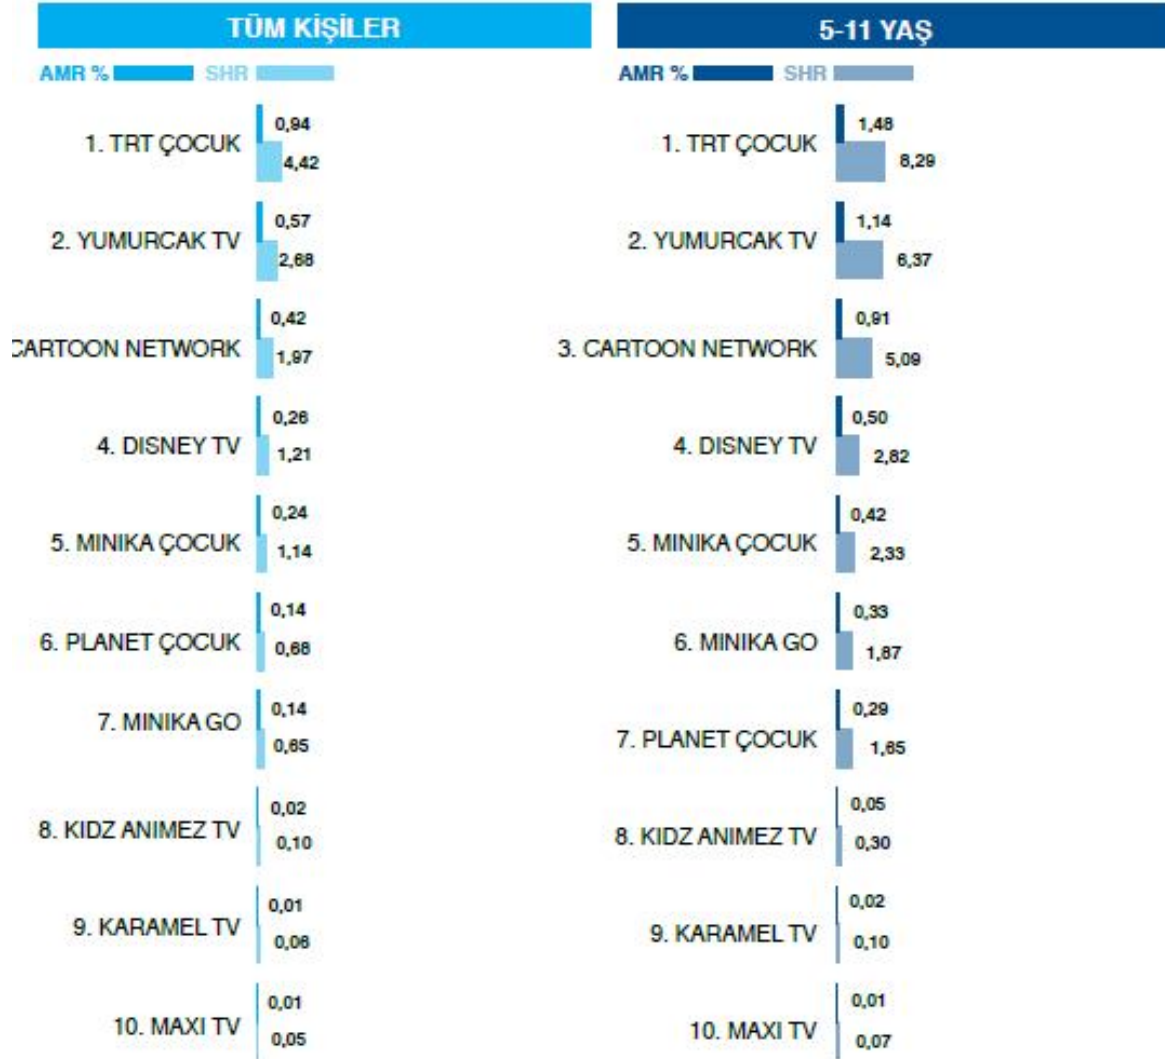 TÜM KİŞİLER
AMR % SHR
1. TRT ÇOCUK 0,94 4,42
2. YUMURCAK TV 0,57 2,68
CARTOON NETWORK 0,42 1,97
4. DISNEY TV 0,26 1,21
5. MINIKA ÇOCUK 0,24 1,14
6. PLANET ÇOCUK 0,14 0,68
7. MINIKA GO 0,14 0,65
8. KIDZ ANIMEZ TV 0,02 0,10
9. KARAMEL TV 0,01 0,06
10. MAXI TV 0,01 0,05
5-11 YAŞ
AMR % SHR
1. TRT ÇOCUK 1,48 8,29
2. YUMURCAK TV 1,14 6,37
3. CARTOON NETWORK 0,91 5,09
4. DISNEY TV 0,50 2,82
5. MINIKA ÇOCUK 0,42 2,33
6. MINIKA GO 0,33 1,87
7. PLANET ÇOCUK 0,29 1,65
8. KIDZ ANIMEZ TV 0,05 0,30
9. KARAMEL TV 0,02 0,10
10. MAXI TV 0,01 0,07